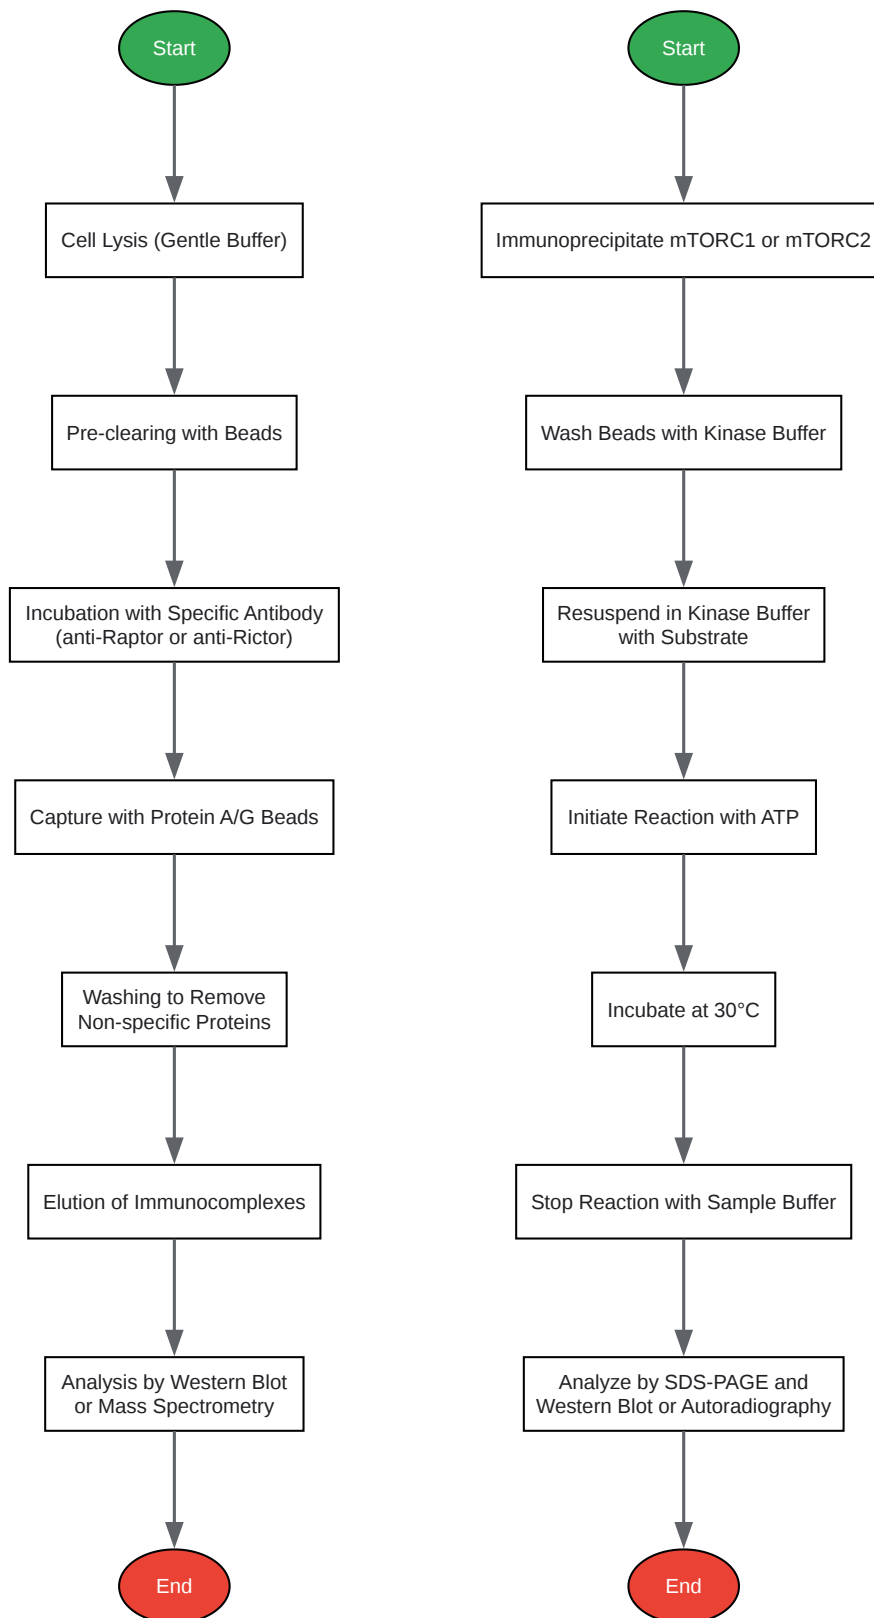 Start
Cell Lysis (Gentle Buffer)
Pre-clearing with Beads
Incubation with Specific Antibody
(anti-Raptor or anti-Rictor)
Capture with Protein A/G Beads
Washing to Remove
Non-specific Proteins
Elution of Immunocomplexes
Analysis by Western Blot
or Mass Spectrometry
End
Start
Immunoprecipitate mTORC1 or mTORC2
Wash Beads with Kinase Buffer
Resuspend in Kinase Buffer
with Substrate
Initiate Reaction with ATP
Incubate at 30°C
Stop Reaction with Sample Buffer
Analyze by SDS-PAGE and
Western Blot or Autoradiography
End